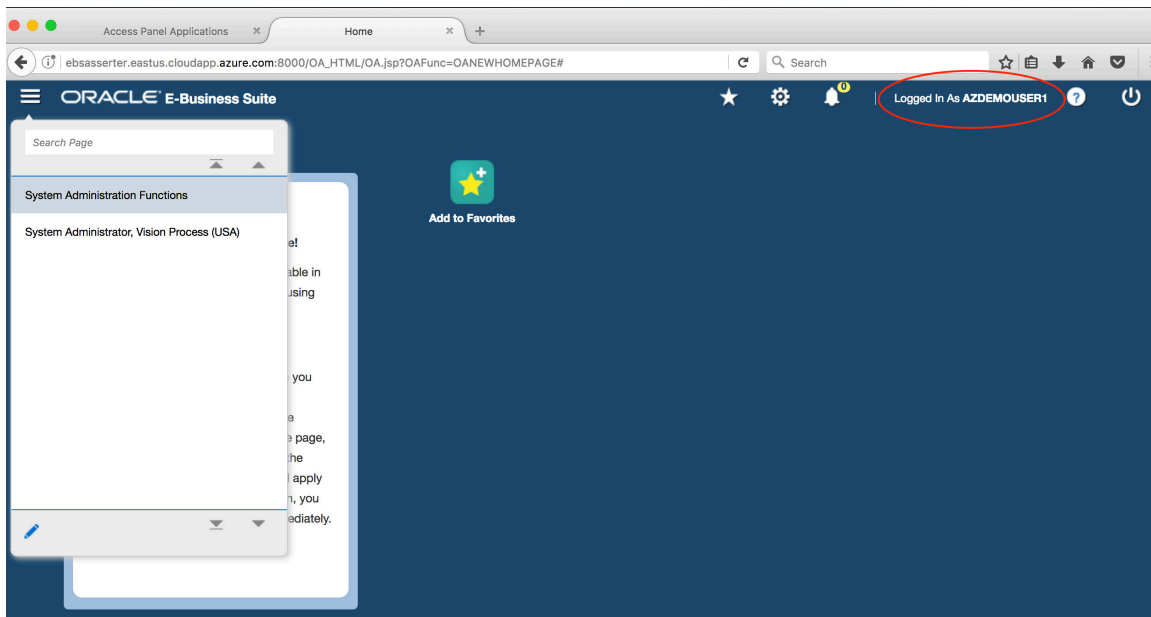 Access Panel Applications
Home
ebsasserter.eastus.cloudapp.azure.com:8000/OA_HTML/OA.jsp?OAFunc=OANEWHOMEPAGE#
Search
ORACLE E-Business Suite
0
Logged In As AZDEMOUSER1
?
Search Page
System Administration Functions
System Administrator, Vision Process (USA)
Add to Favorites
e!
able in
using
you
e
page,
the
apply
n, you
ediately.